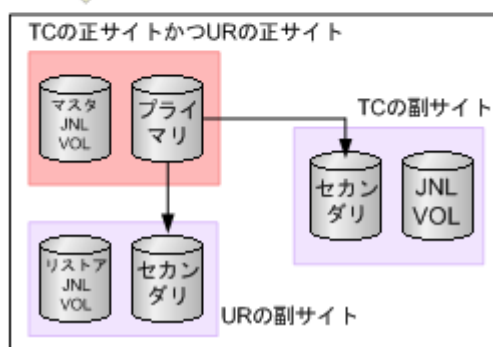 TCの正サイトかつURの正サイト
マスタ
JNL
VOL
プライ
マリ
TCの副サイト
セカン
ダリ
JNL
VOL
リストア
JNL
VOL
セカン
ダリ
URの副サイト